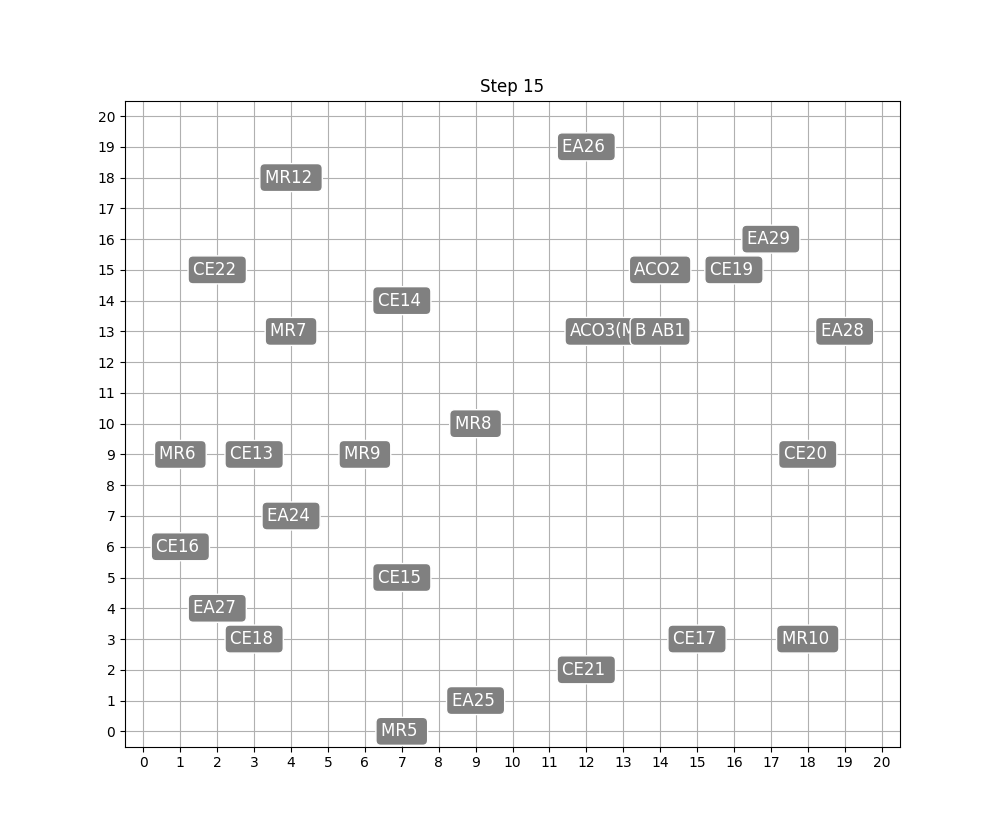 Step 15
20
19 EA26
18 MR12
17
16 EA29
15 CE22 ACO2 CE19
14 CE14
13 MR7 ACO3(M B AB1 EA28
12
11
10 MR8
9 MR6 CE13 MR9 CE20
8
7 EA24
6 CE16
5 CE15
4 EA27
3 CE18 CE17 MR10
2 CE21
1 EA25
0 MR5
0 1 2 3 4 5 6 7 8 9 10 11 12 13 14 15 16 17 18 19 20